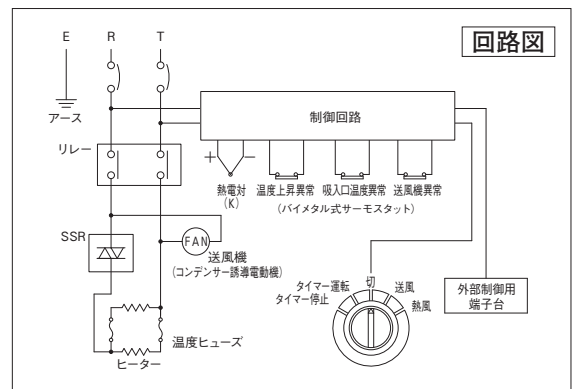 回路図
E R T
アース
制御回路
リレー
+ −
熱電対
(K)
温度上昇異常 吸入口温度異常 送風機異常
(バイメタル式サーモスタット)
SSR
FAN
送風機
(コンデンサー誘導電動機)
切
タイマー運転 送風
タイマー停止 熱風
外部制御用
端子台
温度ヒューズ
ヒーター